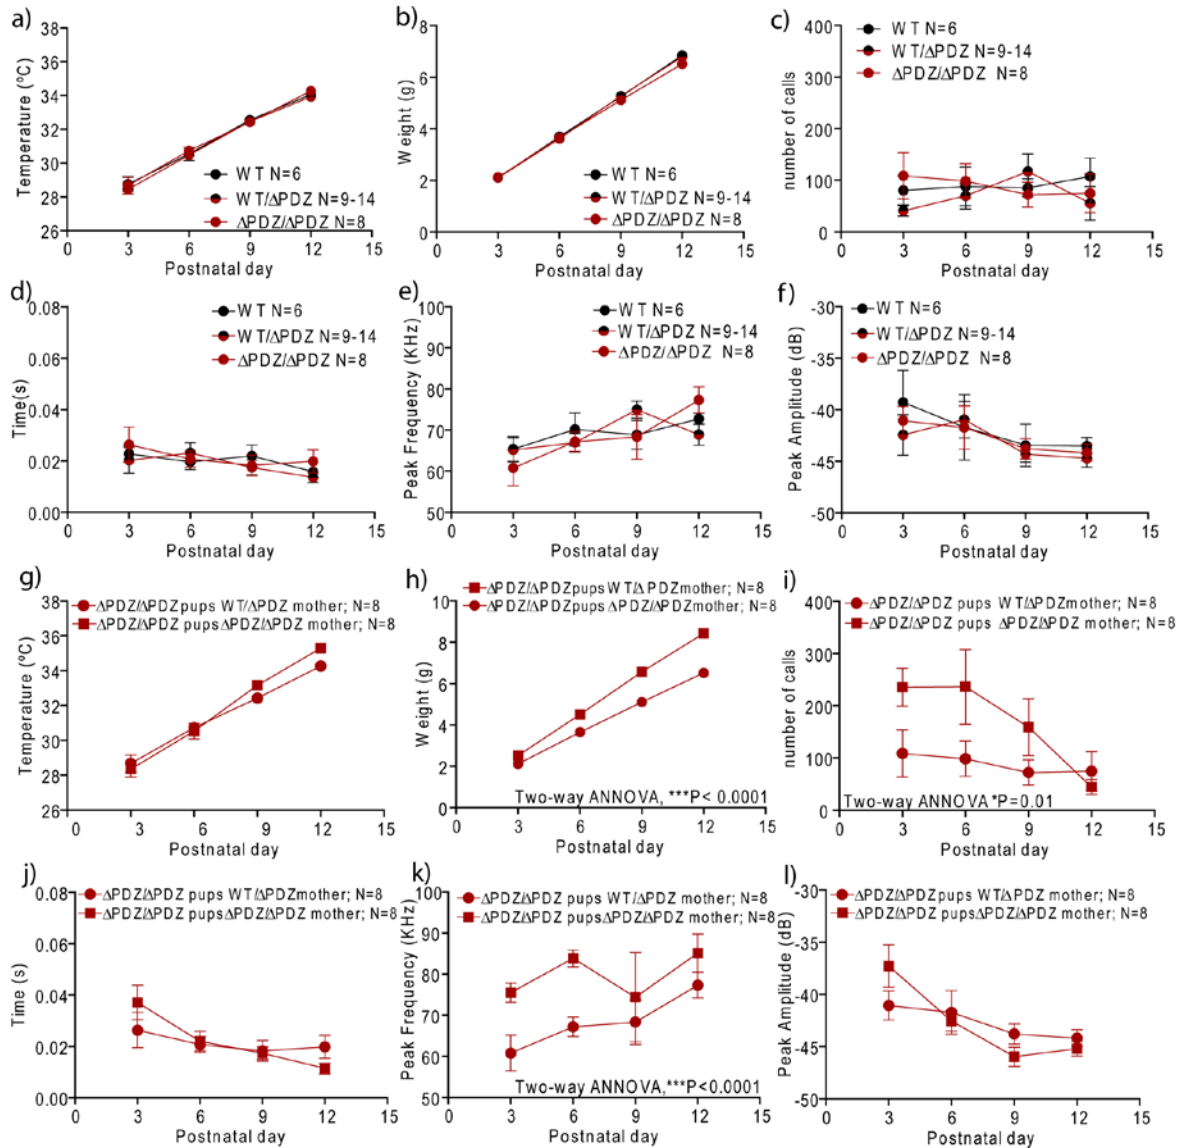 a)
Temperature (°C)
38
36
34
32
30
28
26
0
3
6
9
12
15
WT N=6
WT/ΔPDZ N=9-14
ΔPDZ/ΔPDZ N=8
Postnatal day
b)
Weight (g)
8
6
4
2
0
0
3
6
9
12
15
WT N=6
WT/ΔPDZ N=9-14
ΔPDZ/ΔPDZ N=8
Postnatal day
c)
number of calls
400
300
200
100
0
0
3
6
9
12
15
WT N=6
WT/ΔPDZ N=9-14
ΔPDZ/ΔPDZ N=8
Postnatal day
d)
Time(s)
0.08
0.06
0.04
0.02
0.00
0
3
6
9
12
15
WT N=6
WT/ΔPDZ N=9-14
ΔPDZ/ΔPDZ N=8
Postnatal day
e)
Peak Frequency (KHz)
100
90
80
70
60
50
0
3
6
9
12
15
WT N=6
WT/ΔPDZ N=9-14
ΔPDZ/ΔPDZ N=8
Postnatal day
f)
Peak Amplitude (dB)
-30
-35
-40
-45
-50
0
3
6
9
12
15
WT N=6
WT/ΔPDZ N=9-14
ΔPDZ/ΔPDZ N=8
Postnatal day
g)
ΔPDZ/ΔPDZ pups WT/ΔPDZ mother; N=8
ΔPDZ/ΔPDZ pups ΔPDZ/ΔPDZ mother; N=8
Temperature (°C)
38
36
34
32
30
28
26
0
3
6
9
12
15
Postnatal day
h)
ΔPDZ/ΔPDZ pups WT/ΔPDZ mother; N=8
ΔPDZ/ΔPDZ pups ΔPDZ/ΔPDZ mother; N=8
Weight (g)
10
8
6
4
2
0
0
3
6
9
12
15
Two-way ANNOVA, ***P< 0.0001
Postnatal day
i)
ΔPDZ/ΔPDZ pups WT/ΔPDZ mother; N=8
ΔPDZ/ΔPDZ pups ΔPDZ/ΔPDZ mother; N=8
number of calls
400
300
200
100
0
0
3
6
9
12
15
Two-way ANNOVA *P=0.01
Postnatal day
j)
ΔPDZ/ΔPDZ pups WT/ΔPDZ mother; N=8
ΔPDZ/ΔPDZ pups ΔPDZ/ΔPDZ mother; N=8
Time (s)
0.08
0.06
0.04
0.02
0.00
0
3
6
9
12
15
Postnatal day
k)
ΔPDZ/ΔPDZ pups WT/ΔPDZ mother; N=8
ΔPDZ/ΔPDZ pups ΔPDZ/ΔPDZ mother; N=8
Peak Frequency (KHz)
100
90
80
70
60
50
0
3
6
9
12
15
Two-way ANNOVA,***P<0.0001
Postnatal day
l)
ΔPDZ/ΔPDZ pups WT/ΔPDZ mother; N=8
ΔPDZ/ΔPDZ pups ΔPDZ/ΔPDZ mother; N=8
Peak Amplitude (dB)
-30
-35
-40
-45
-50
0
3
6
9
12
15
Postnatal day